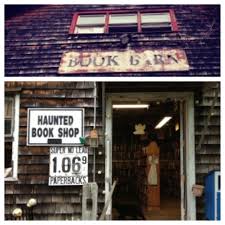 BOOK BARN
HAUNTED
BOOK SHOP
SUPER NO LEAD
1.06⁹
PAPERBACKS